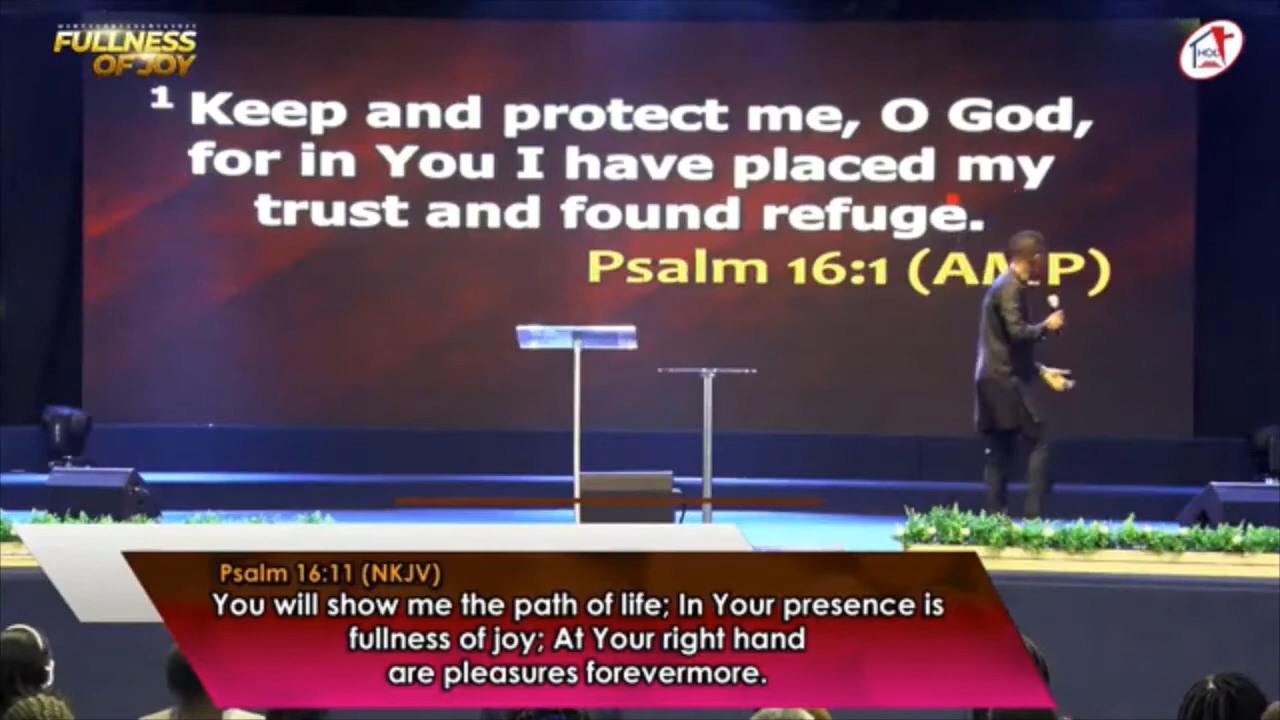 FULLNESS
OF JOY
HOC
1 Keep and protect me, O God,
for in You I have placed my
trust and found refuge.
Psalm 16:1 (AMP)
Psalm 16:11 (NKJV)
You will show me the path of life; In Your presence is
fullness of joy; At Your right hand
are pleasures forevermore.